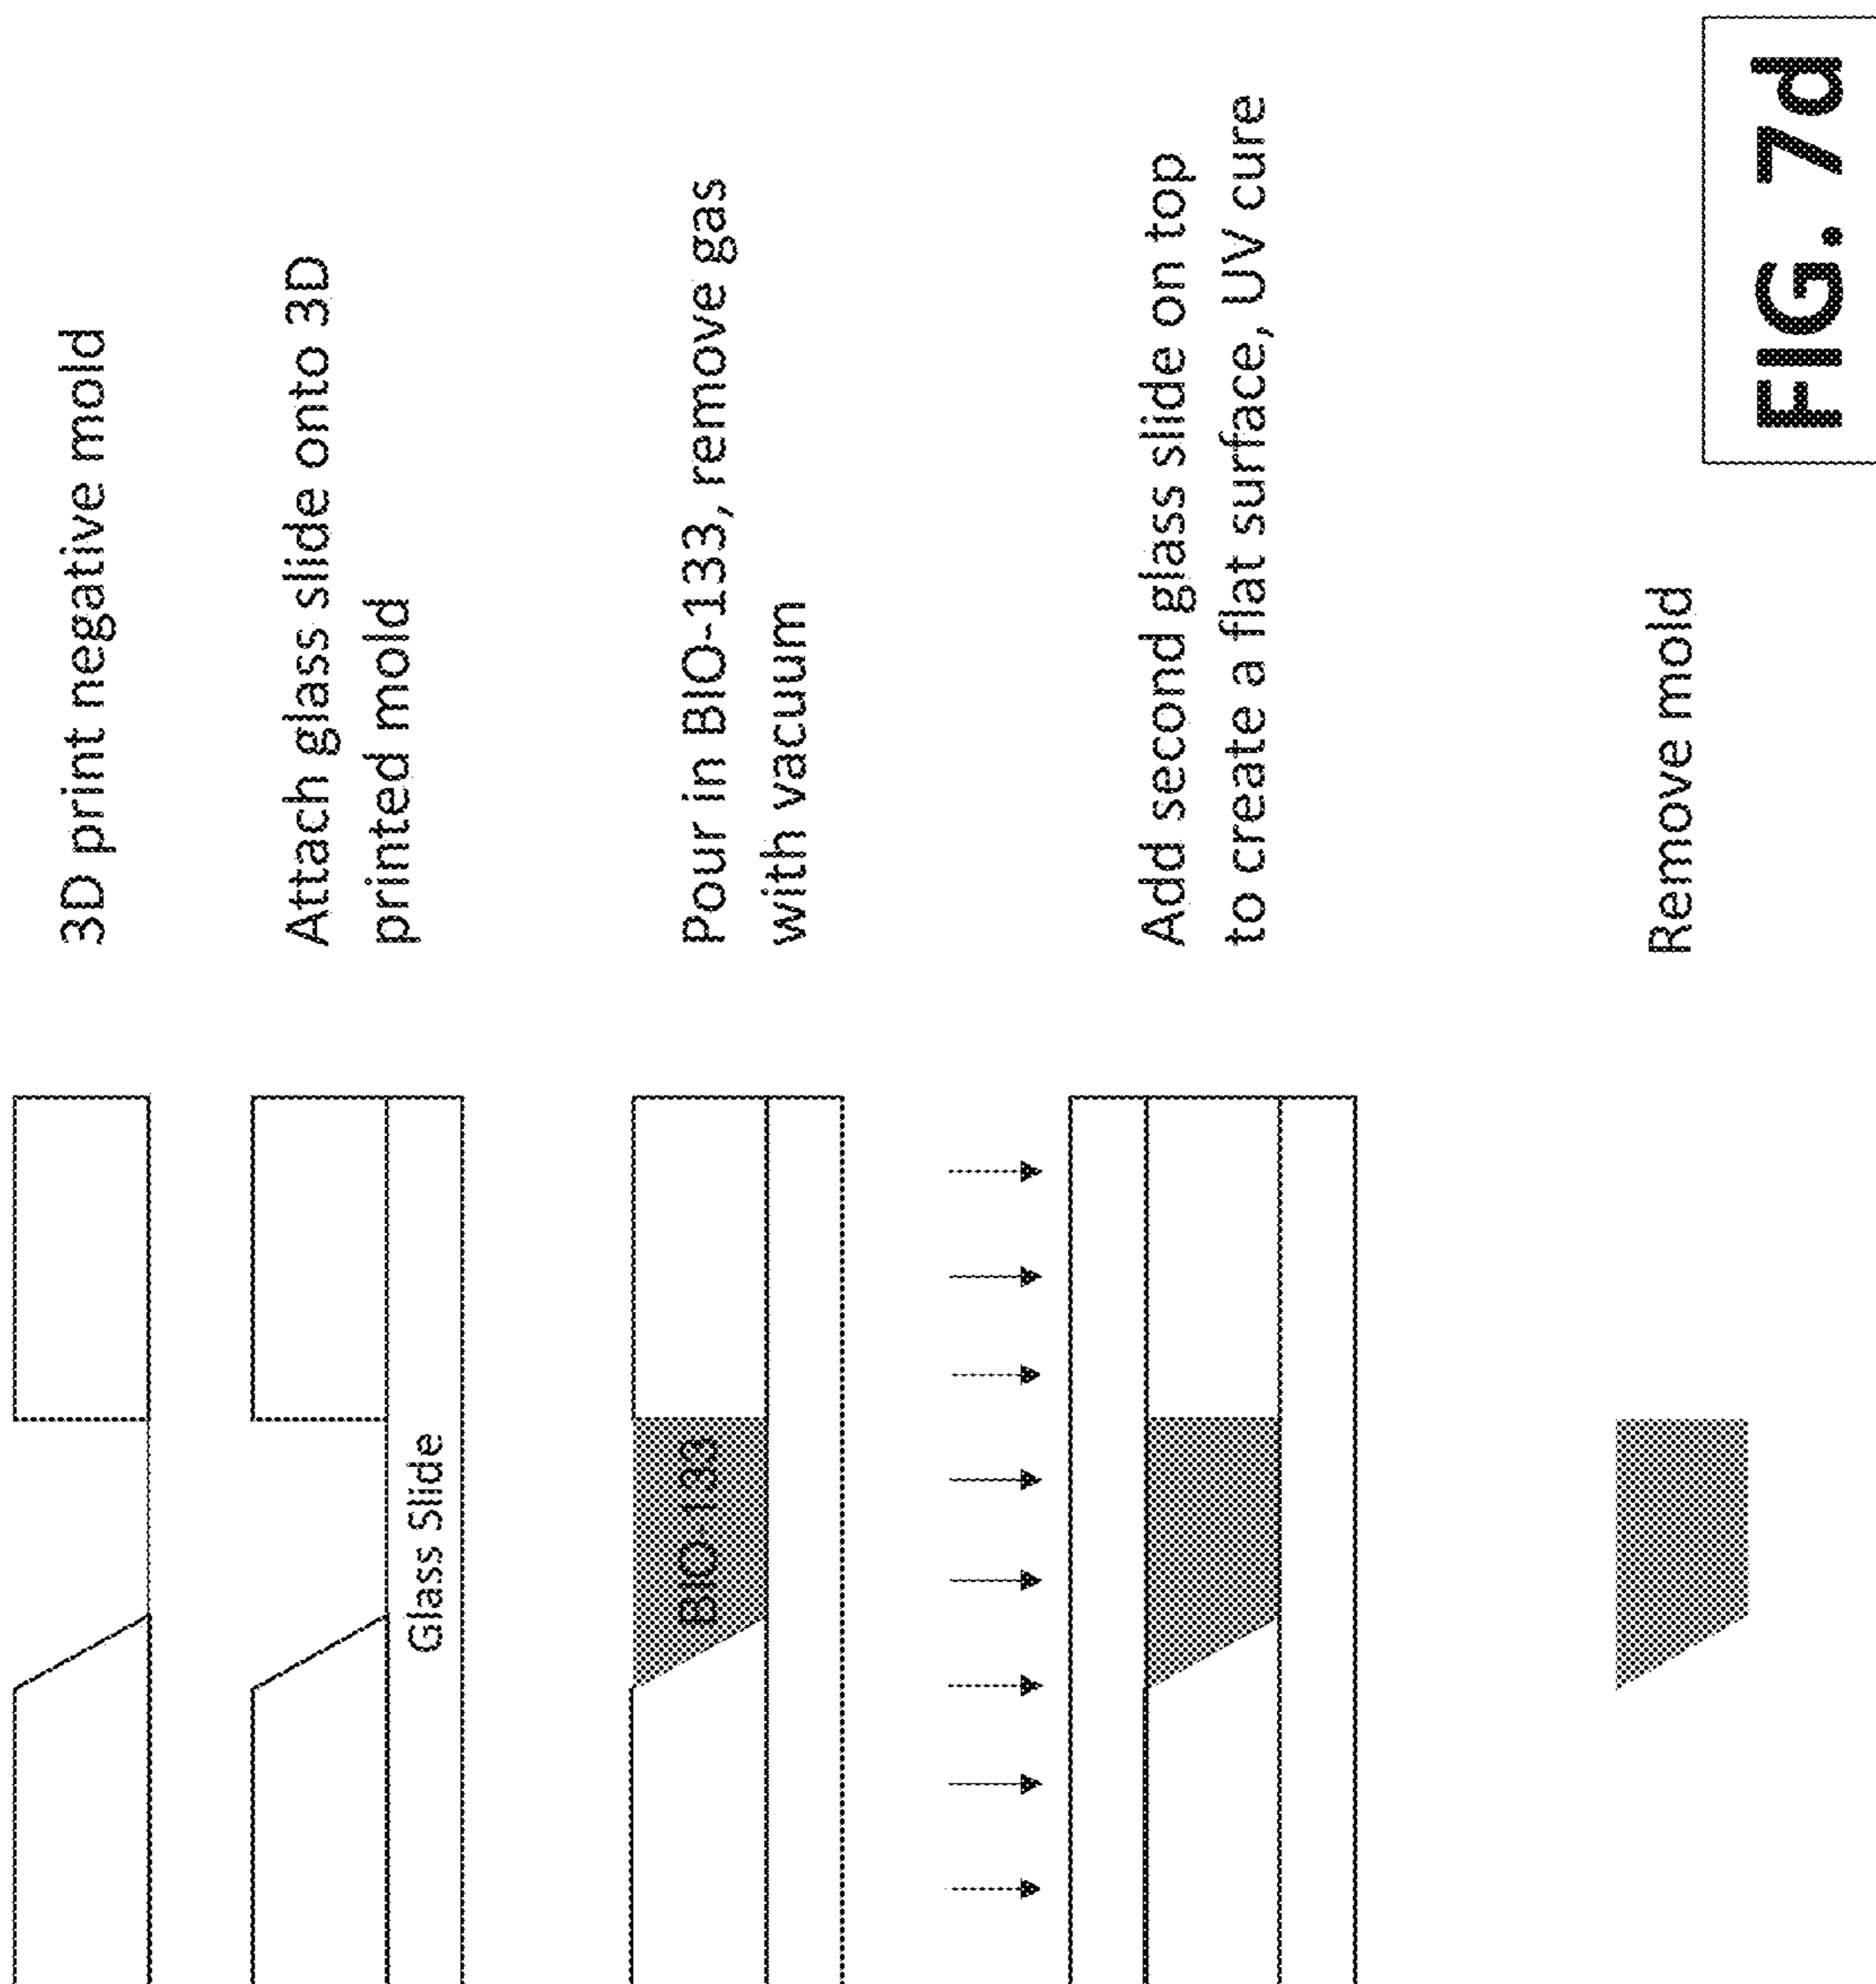 3D print negative mold
Attach glass slide onto 3D
printed mold
Glass Slide
Pour in BIO-133, remove gas
with vacuum
BIO-133
Add second glass slide on top
to create a flat surface, UV cure
Remove mold
FIG. 7d